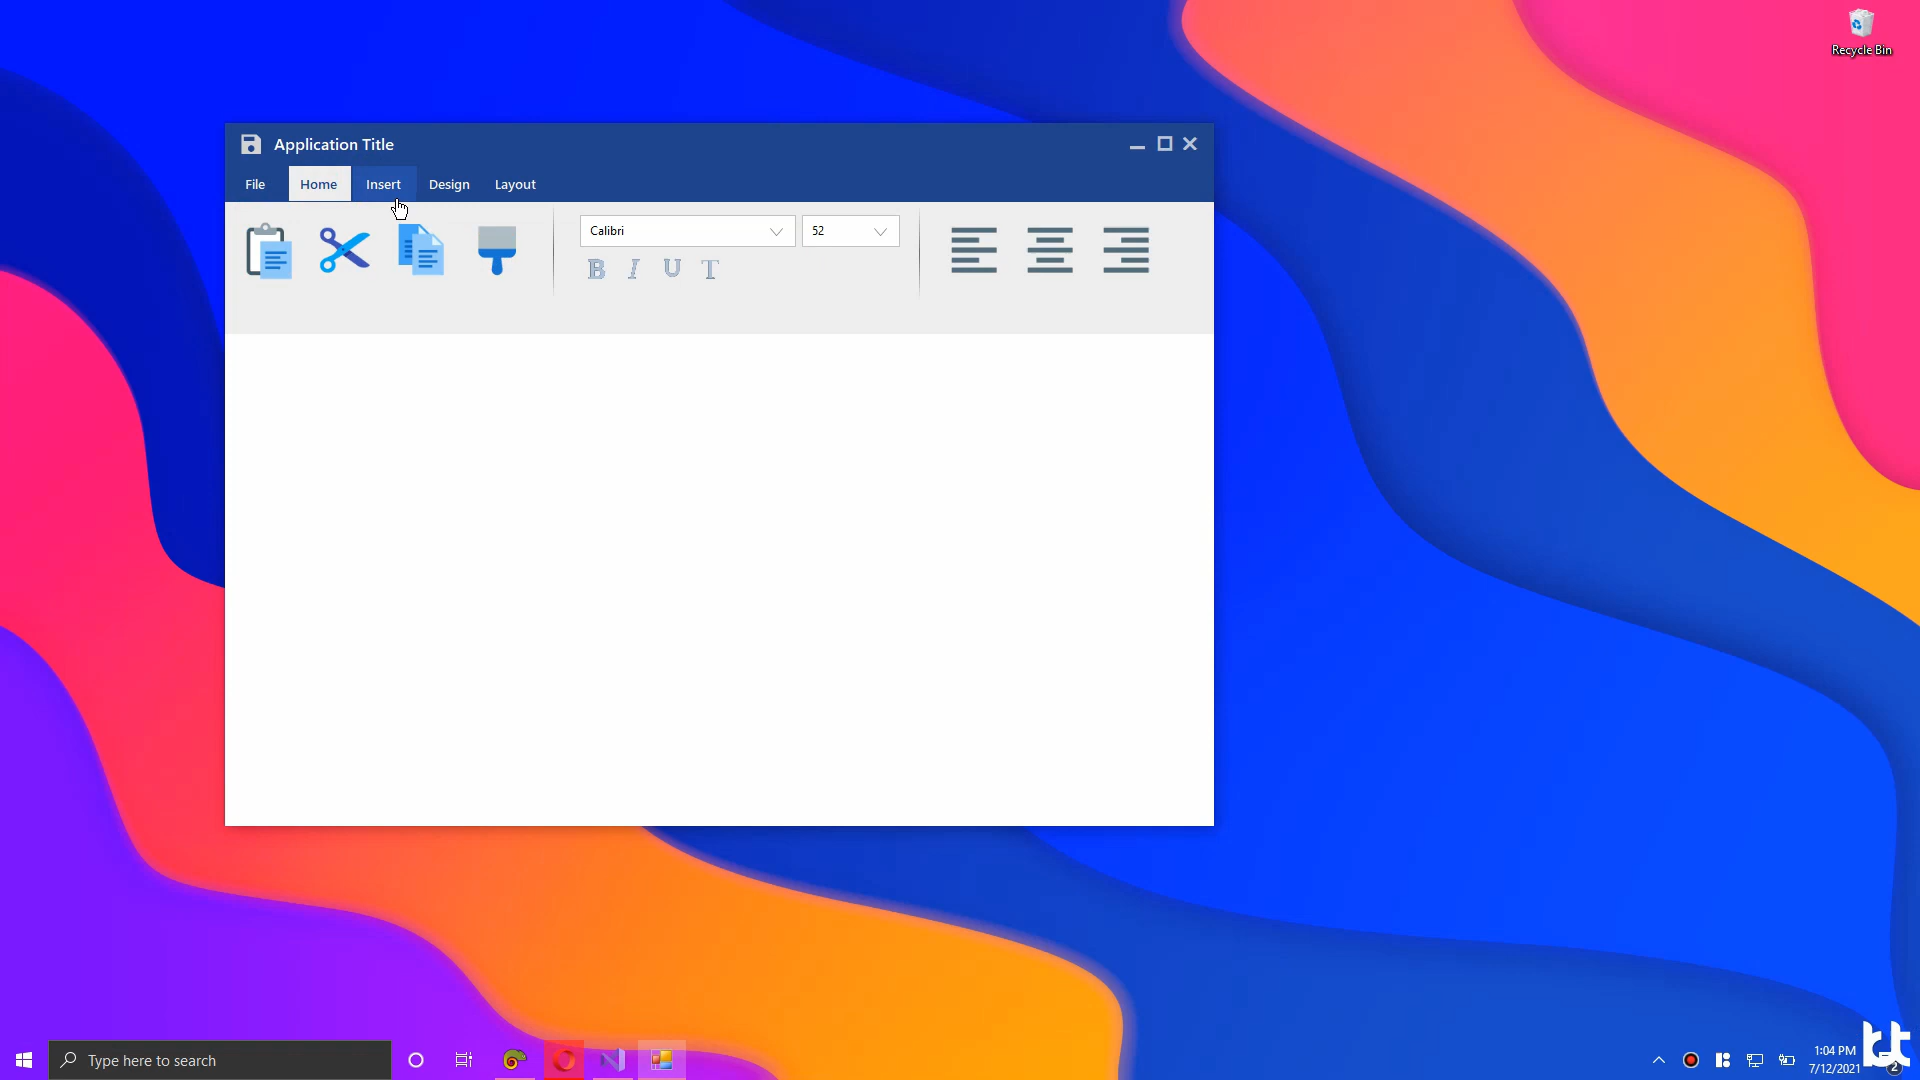 Recycle Bin
Application Title
File Home Insert Design Layout
Calibri 52
B I U T
Type here to search
1:04 PM
7/12/2021
2